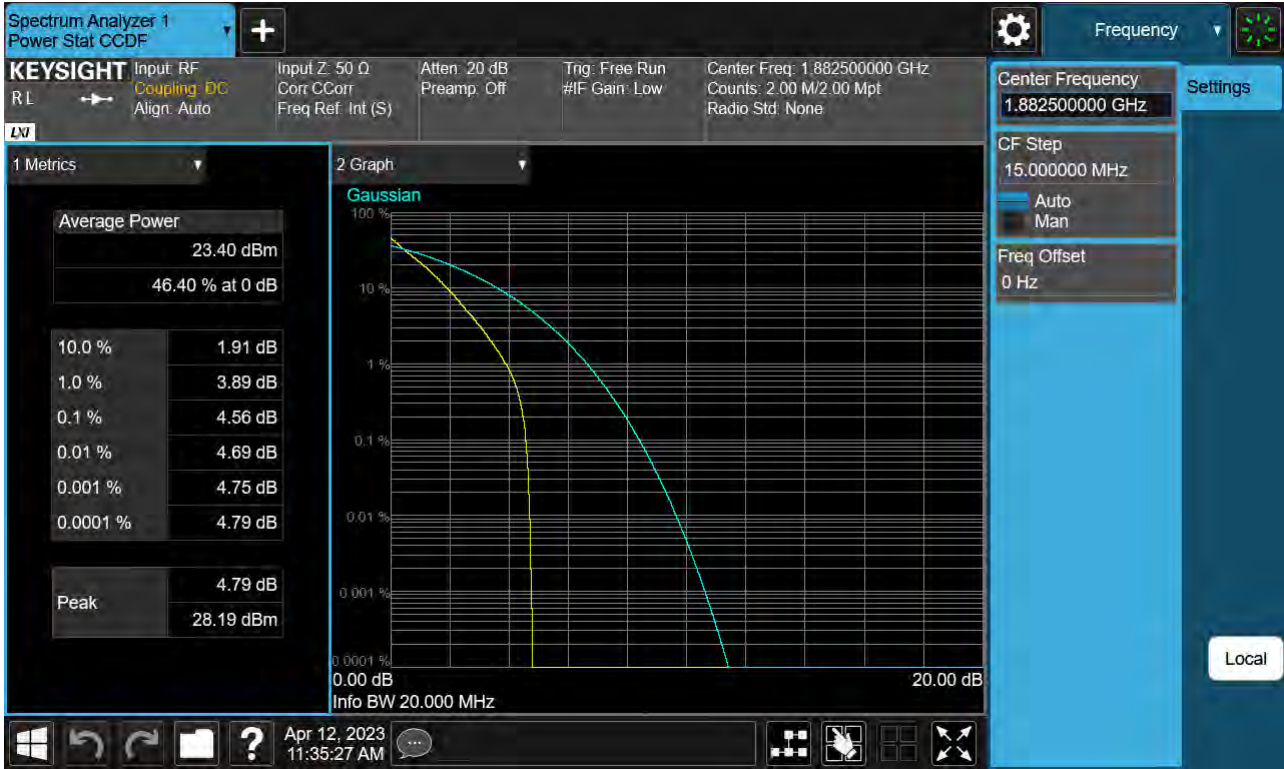 Spectrum Analyzer 1
Power Stat CCDF
Frequency
KEYSIGHT
R L
LXI
Input: RF
Coupling: DC
Align: Auto
Input Z: 50 Ω
Corr CCorr
Freq Ref: Int (S)
Atten: 20 dB
Preamp: Off
Trig: Free Run
#IF Gain: Low
Center Freq: 1.882500000 GHz
Counts: 2.00 M/2.00 Mpt
Radio Std: None
Center Frequency
1.882500000 GHz
Settings
CF Step
15.000000 MHz
Auto
Man
Freq Offset
0 Hz
1 Metrics
Average Power
23.40 dBm
46.40 % at 0 dB
10.0 % 1.91 dB
1.0 % 3.89 dB
0.1 % 4.56 dB
0.01 % 4.69 dB
0.001 % 4.75 dB
0.0001 % 4.79 dB
Peak 4.79 dB
28.19 dBm
2 Graph
Gaussian
100 %
10 %
1 %
0.1 %
0.01 %
0.001 %
0.0001 %
0.00 dB 20.00 dB
Info BW 20.000 MHz
Local
?
Apr 12, 2023
11:35:27 AM